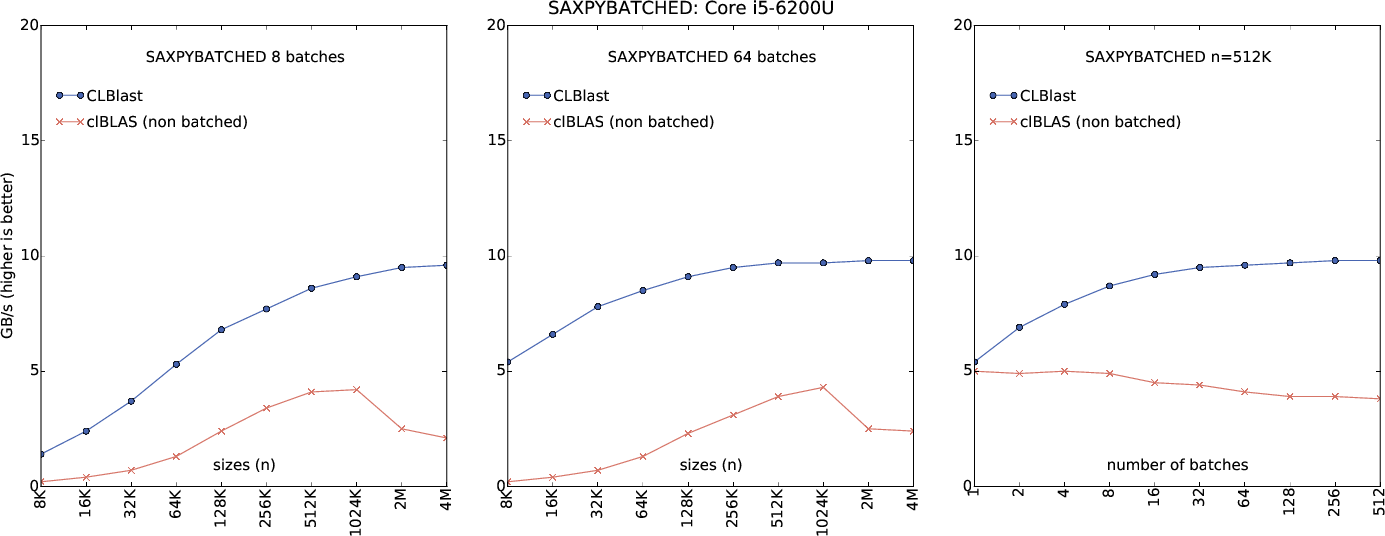 SAXPYBATCHED: Core i5-6200U
GB/s (higher is better)
SAXPYBATCHED 8 batches
CLBlast
clBLAS (non batched)
20
15
10
5
0
sizes (n)
8K 16K 32K 64K 128K 256K 512K 1024K 2M 4M
SAXPYBATCHED 64 batches
CLBlast
clBLAS (non batched)
20
15
10
5
0
sizes (n)
8K 16K 32K 64K 128K 256K 512K 1024K 2M 4M
SAXPYBATCHED n=512K
CLBlast
clBLAS (non batched)
20
15
10
5
0
number of batches
1 2 4 8 16 32 64 128 256 512